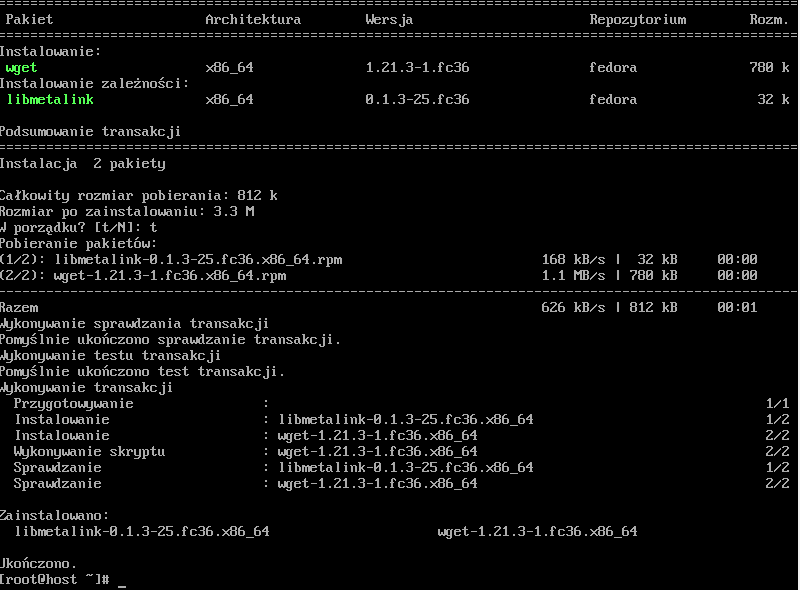 ================================================================================
Pakiet Architektura Wersja Repozytorium Rozm.
================================================================================
Instalowanie:
wget x86_64 1.21.3-1.fc36 fedora 780 k
Instalowanie zależności:
libmetalink x86_64 0.1.3-25.fc36 fedora 32 k
Podsumowanie transakcji
================================================================================
Instalacja 2 pakiety
Całkowity rozmiar pobierania: 812 k
Rozmiar po zainstalowaniu: 3.3 M
W porządku? [t/N]: t
Pobieranie pakietów:
(1/2): libmetalink-0.1.3-25.fc36.x86_64.rpm 168 kB/s | 32 kB 00:00
(2/2): wget-1.21.3-1.fc36.x86_64.rpm 1.1 MB/s | 780 kB 00:00
--------------------------------------------------------------------------------
Razem 626 kB/s | 812 kB 00:01
Wykonywanie sprawdzania transakcji
Pomyślnie ukończono sprawdzanie transakcji.
Wykonywanie testu transakcji
Pomyślnie ukończono test transakcji.
Wykonywanie transakcji
Przygotowywanie : 1/1
Instalowanie : libmetalink-0.1.3-25.fc36.x86_64 1/2
Instalowanie : wget-1.21.3-1.fc36.x86_64 2/2
Wykonywanie skryptu : wget-1.21.3-1.fc36.x86_64 2/2
Sprawdzanie : libmetalink-0.1.3-25.fc36.x86_64 1/2
Sprawdzanie : wget-1.21.3-1.fc36.x86_64 2/2
Zainstalowano:
libmetalink-0.1.3-25.fc36.x86_64 wget-1.21.3-1.fc36.x86_64
Ukończono.
[root@host ~]# _